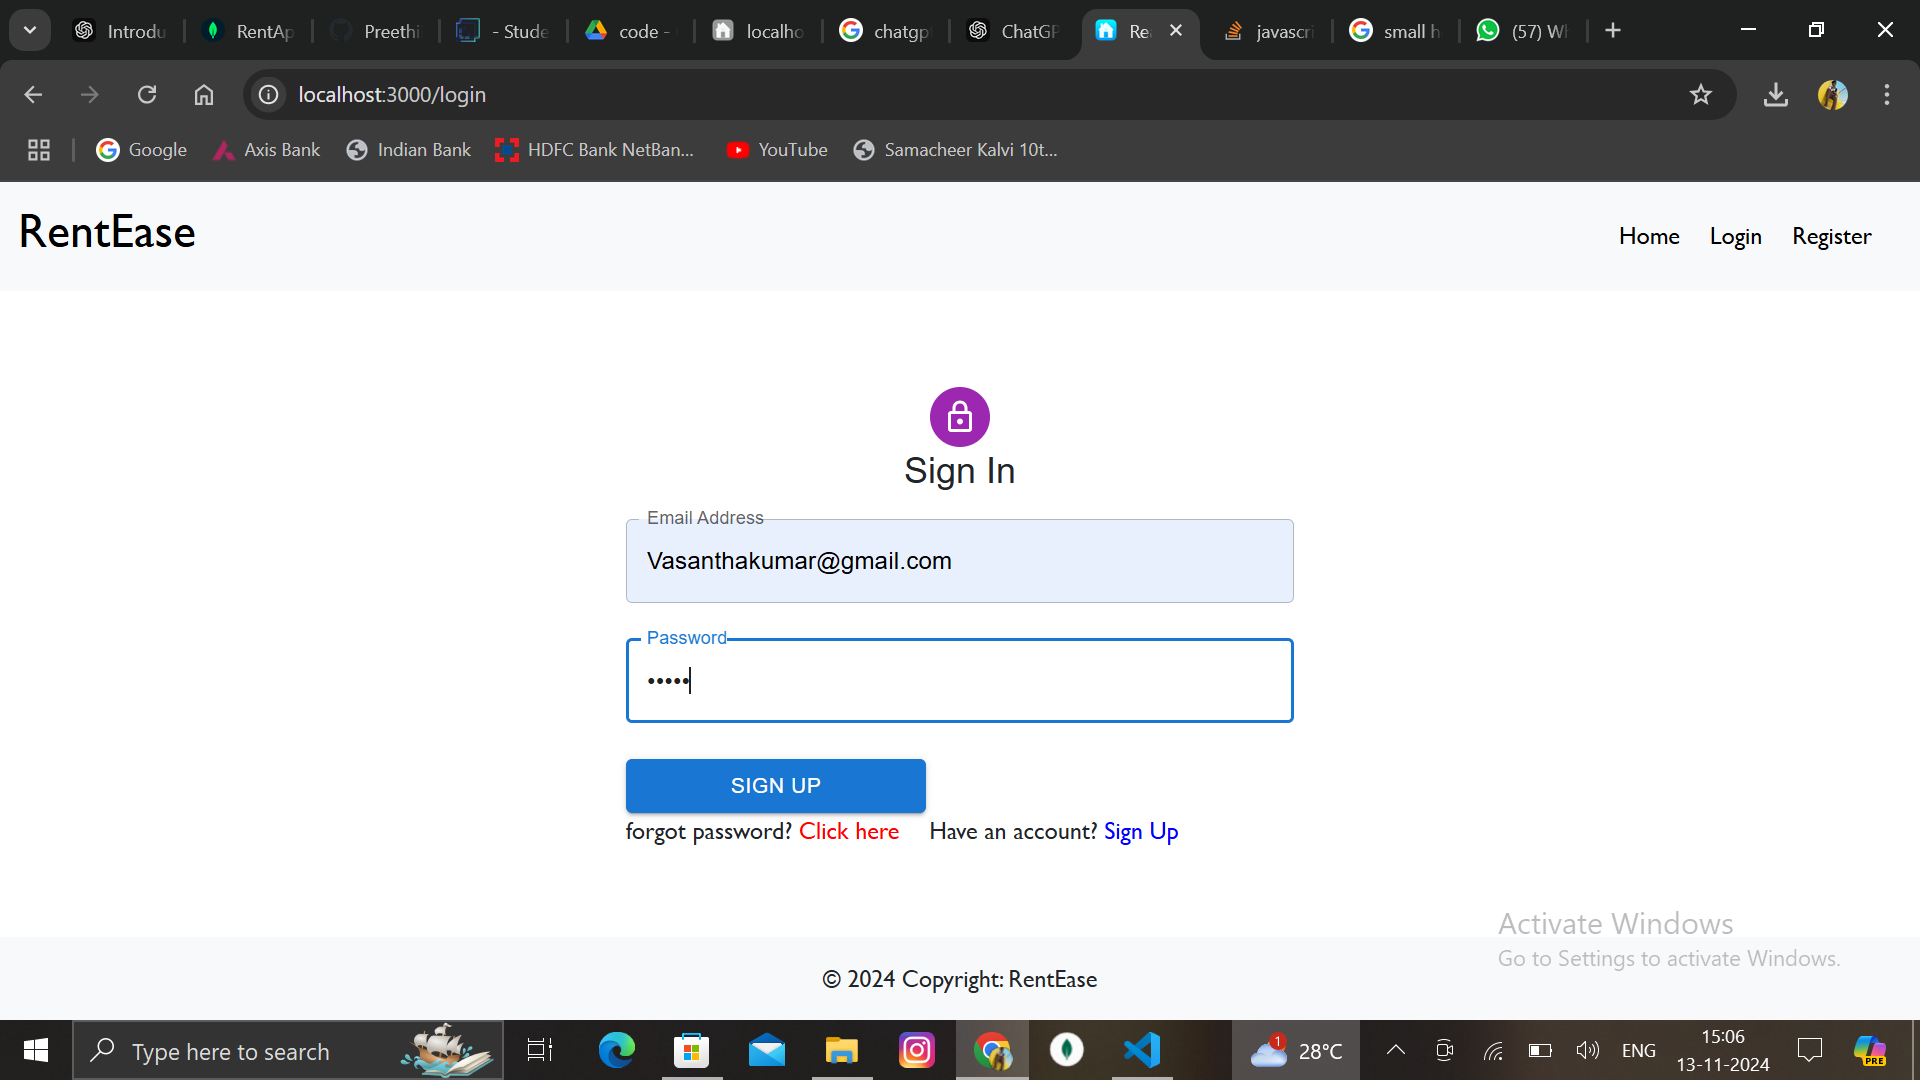 Introdu
RentAp
Preethi
- Stude
code -
localho
chatgp
ChatGP
Re
javascri
small h
(57) Wh
localhost:3000/login
Google
Axis Bank
Indian Bank
HDFC Bank NetBan...
YouTube
Samacheer Kalvi 10t...
RentEase
Home
Login
Register
Sign In
Email Address
Vasanthakumar@gmail.com
Password
•••••
SIGN UP
forgot password? Click here
Have an account? Sign Up
Activate Windows
Go to Settings to activate Windows.
© 2024 Copyright: RentEase
Type here to search
1
28°C
ENG
15:06
13-11-2024
PRE